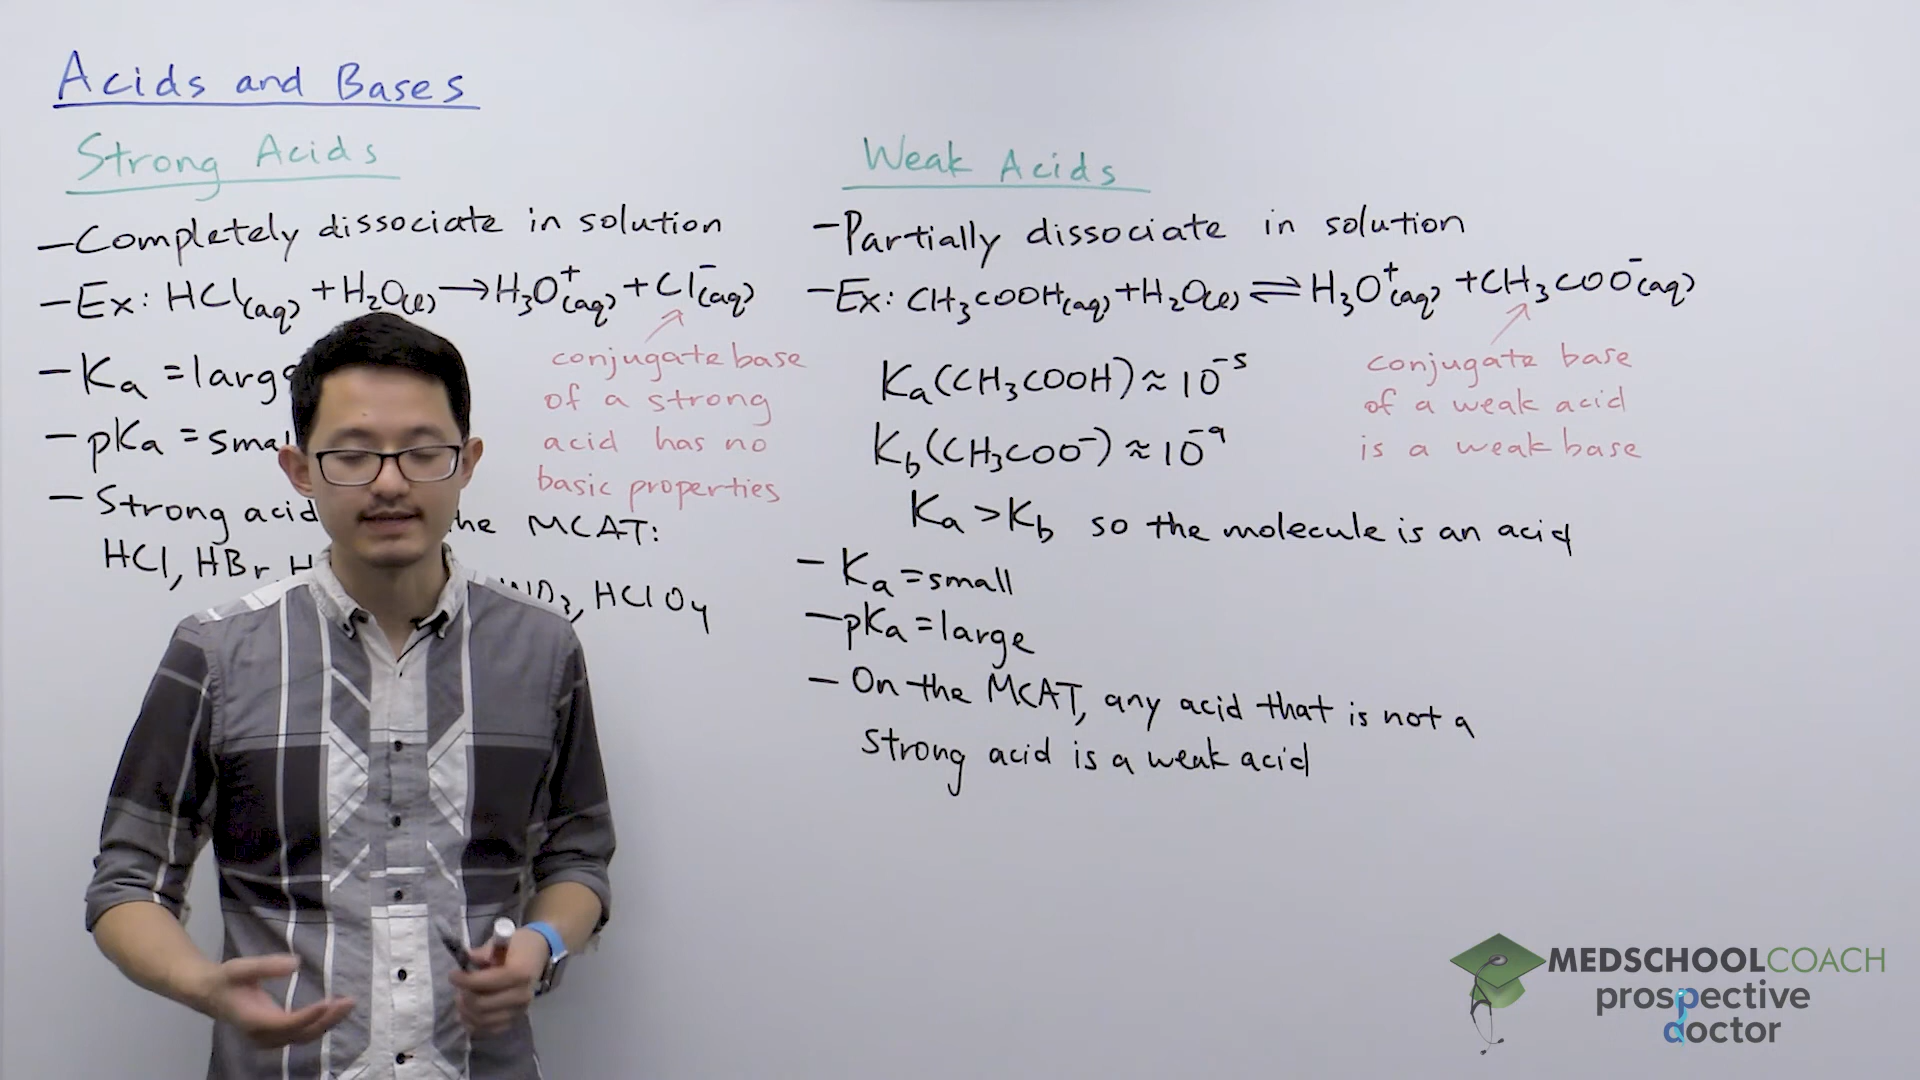 Acids and Bases
Strong Acids
- Completely dissociate in solution
- Ex: HCl(aq) + H₂O(l) → H₃O⁺(aq) + Cl⁻(aq)
conjugate base
of a strong
acid has no
basic properties
- Ka = large
- pKa = small
- Strong acid he MCAT:
HCl, HBr, H NO₃, HClO₄
Weak Acids
- Partially dissociate in solution
- Ex: CH₃COOH(aq) + H₂O(l) ⇌ H₃O⁺(aq) + CH₃COO⁻(aq)
conjugate base
of a weak acid
is a weak base
Ka(CH₃COOH) ≈ 10⁻⁵
Kb(CH₃COO⁻) ≈ 10⁻⁹
Ka > Kb so the molecule is an acid
- Ka = small
- pKa = large
- On the MCAT, any acid that is not a
strong acid is a weak acid
MEDSCHOOLCOACH
prospective
doctor